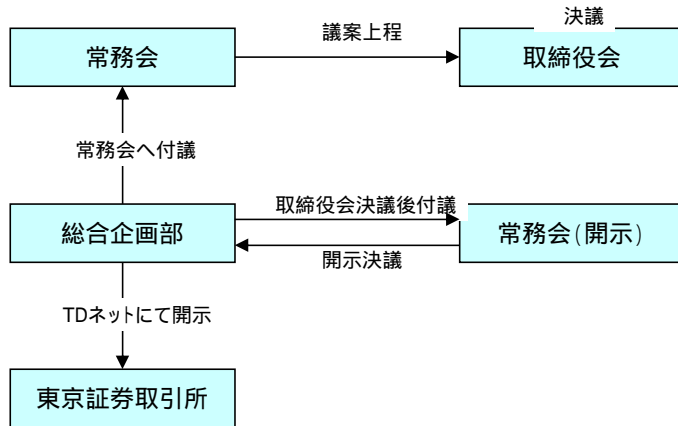 決議
議案上程
常務会
取締役会
常務会へ付議
取締役会決議後付議
総合企画部
常務会(開示)
開示決議
TDネットにて開示
東京証券取引所